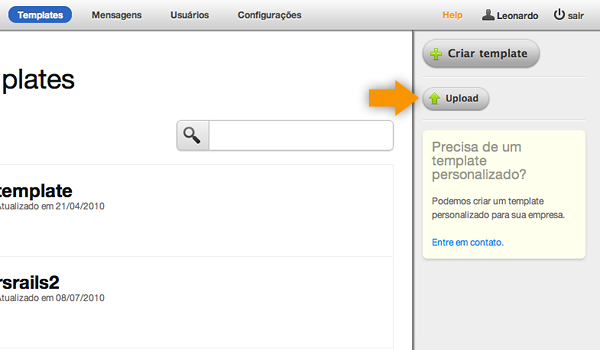 Templates Mensagens Usuários Configurações Help Leonardo sair
plates
template
Atualizado em 21/04/2010
rsrails2
Atualizado em 08/07/2010
Criar template
Upload
Precisa de um
template
personalizado?
Podemos criar um template
personalizado para sua empresa.
Entre em contato.